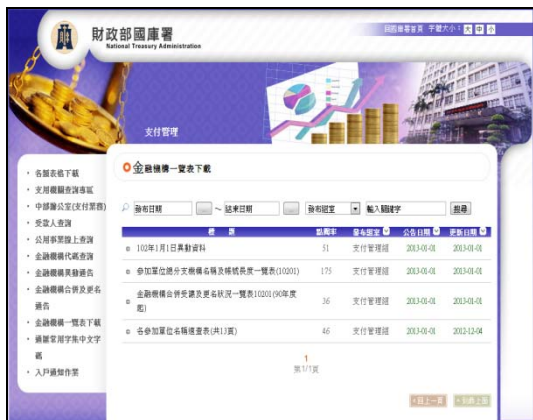 財政部國庫署
National Treasury Administration
回國庫署首頁 字體大小：大 中 小
支付管理
各類表格下載
支用機關查詢專區
中部辦公室(支付業務)
受款人查詢
公用事業線上查詢
金融機構代碼查詢
金融機構異動通告
金融機構合併及更名通告
金融機構一覽表下載
通匯常用字集中文字碼
入戶通知作業
金融機構一覽表下載
發布日期 ... ~ 結束日期 ... 發布組室 輸入關鍵字 搜尋
標 題 點閱率 發布組室 公告日期 更新日期
102年1月1日異動資料 51 支付管理組 2013-01-01 2013-01-01
參加單位總分支機構名稱及帳號長度一覽表(10201) 175 支付管理組 2013-01-01 2013-01-01
金融機構合併受讓及更名狀況一覽表10201(90年度起) 36 支付管理組 2013-01-01 2013-01-01
各參加單位名稱速查表(共13頁) 46 支付管理組 2013-01-01 2012-12-04
1
第1/1頁
回上一頁 回最上面